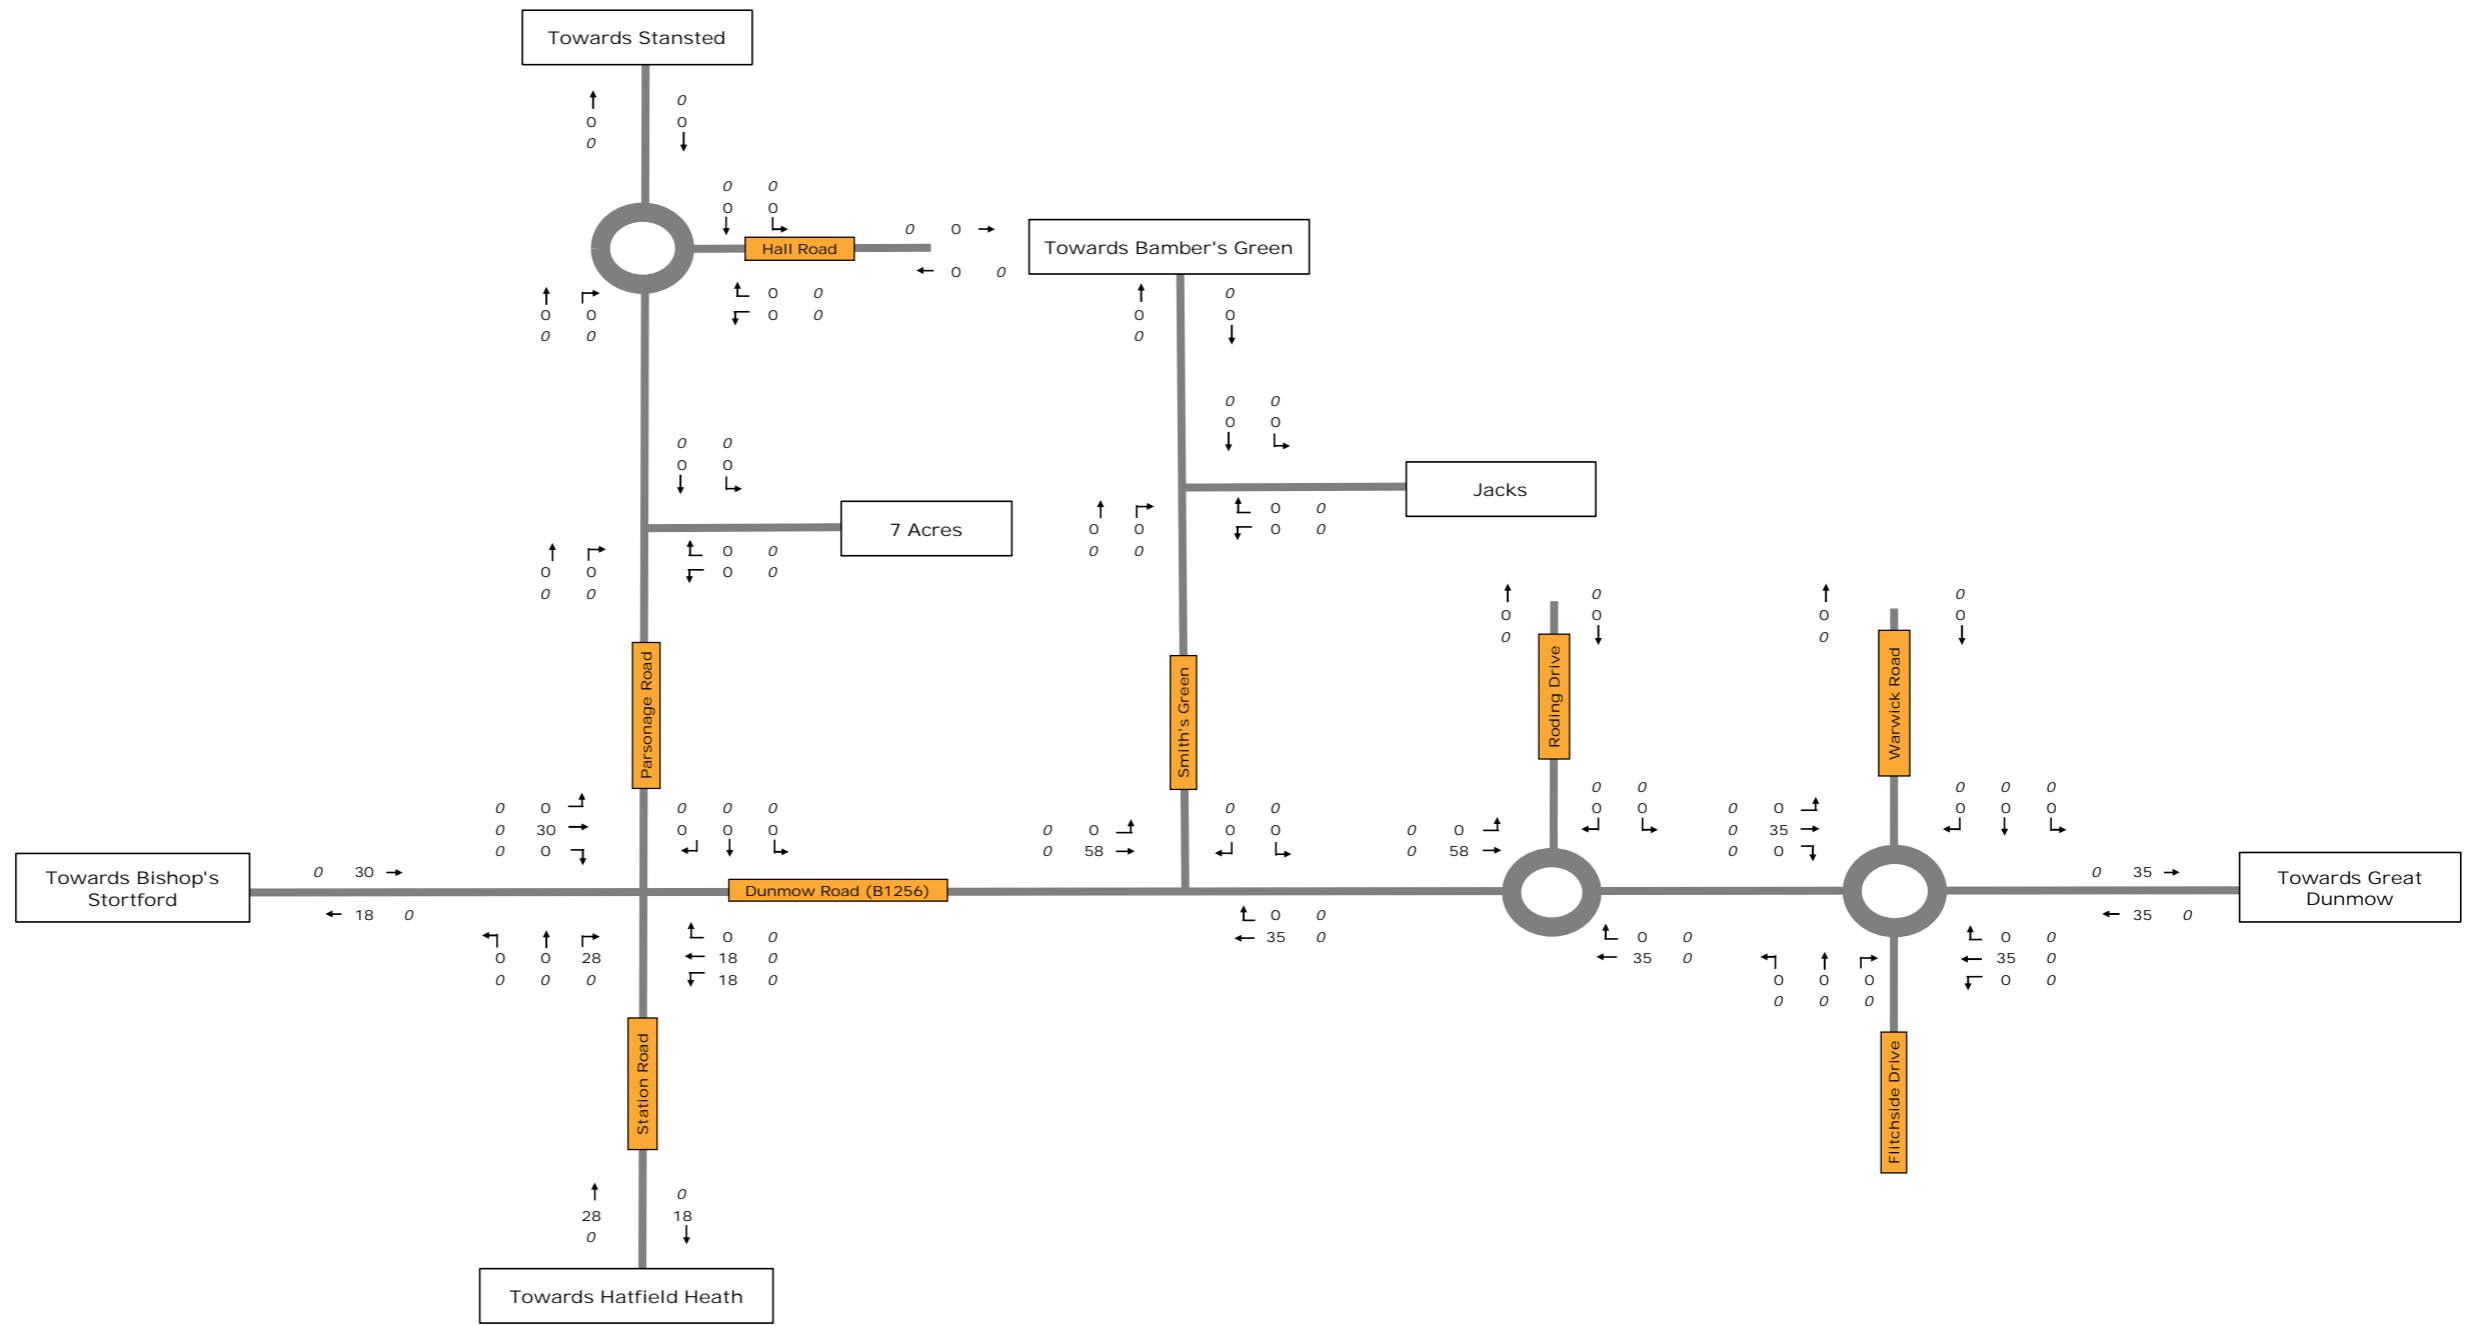 Towards Stansted
0
0 0
0
0 0
0 0
Hall Road
0 0
0 0
0 0
0 0
0 0
0 0
Towards Bamber's Green
0
0 0
0
0 0
0 0
Jacks
0 0
0 0
0 0
0 0
0 0
0 0
7 Acres
0 0
0 0
0 0
0 0
Parsonage Road
Smith's Green
0
0 0
0
Roding Drive
0
0 0
0
Warwick Road
0 0
0 30
0 0
0 0 0
0 0 0
0 0
0 58
0 0
0 0
0 0
0 58
0 0
0 0
0 0
0 35
0 0
0 0 0
0 0 0
Towards Bishop's
Stortford
0 30
18 0
Dunmow Road (B1256)
0 35
35 0
Towards Great
Dunmow
0 0 28
0 0 0
0 0
18 0
18 0
0 0
35 0
0 0
35 0
0 0 0
0 0 0
0 0
35 0
0 0
Station Road
Flitchside Drive
0
28 18
0
Towards Hatfield Heath